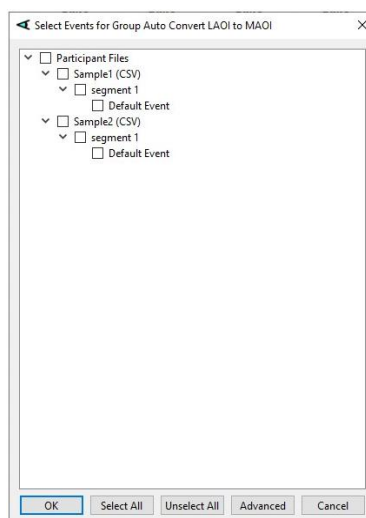 Select Events for Group Auto Convert LAOI to MAOI
Participant Files
Sample1 (CSV)
segment 1
Default Event
Sample2 (CSV)
segment 1
Default Event
OK Select All Unselect All Advanced Cancel